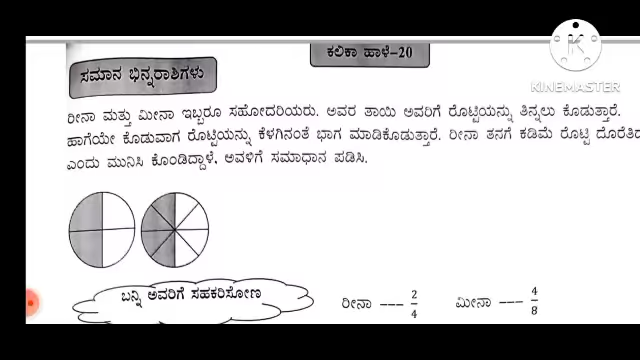 ಕಲಿಕಾ ಹಾಳೆ-20
ಸಮಾನ ಭಿನ್ನರಾಶಿಗಳು
KINEMASTER
ರೀನಾ ಮತ್ತು ಮೀನಾ ಇಬ್ಬರೂ ಸಹೋದರಿಯರು. ಅವರ ತಾಯಿ ಅವರಿಗೆ ರೊಟ್ಟಿಯನ್ನು ತಿನ್ನಲು ಕೊಡುತ್ತಾರೆ.
ಹಾಗೆಯೇ ಕೊಡುವಾಗ ರೊಟ್ಟಿಯನ್ನು ಕೆಳಗಿನಂತೆ ಭಾಗ ಮಾಡಿಕೊಡುತ್ತಾರೆ. ರೀನಾ ತನಗೆ ಕಡಿಮೆ ರೊಟ್ಟಿ ದೊರೆತಿದ
ಎಂದು ಮುನಿಸಿ ಕೊಂಡಿದ್ದಾಳೆ. ಅವಳಿಗೆ ಸಮಾಧಾನ ಪಡಿಸಿ.
ಬನ್ನಿ ಅವರಿಗೆ ಸಹಕರಿಸೋಣ
ರೀನಾ --- 2/4 ಮೀನಾ --- 4/8